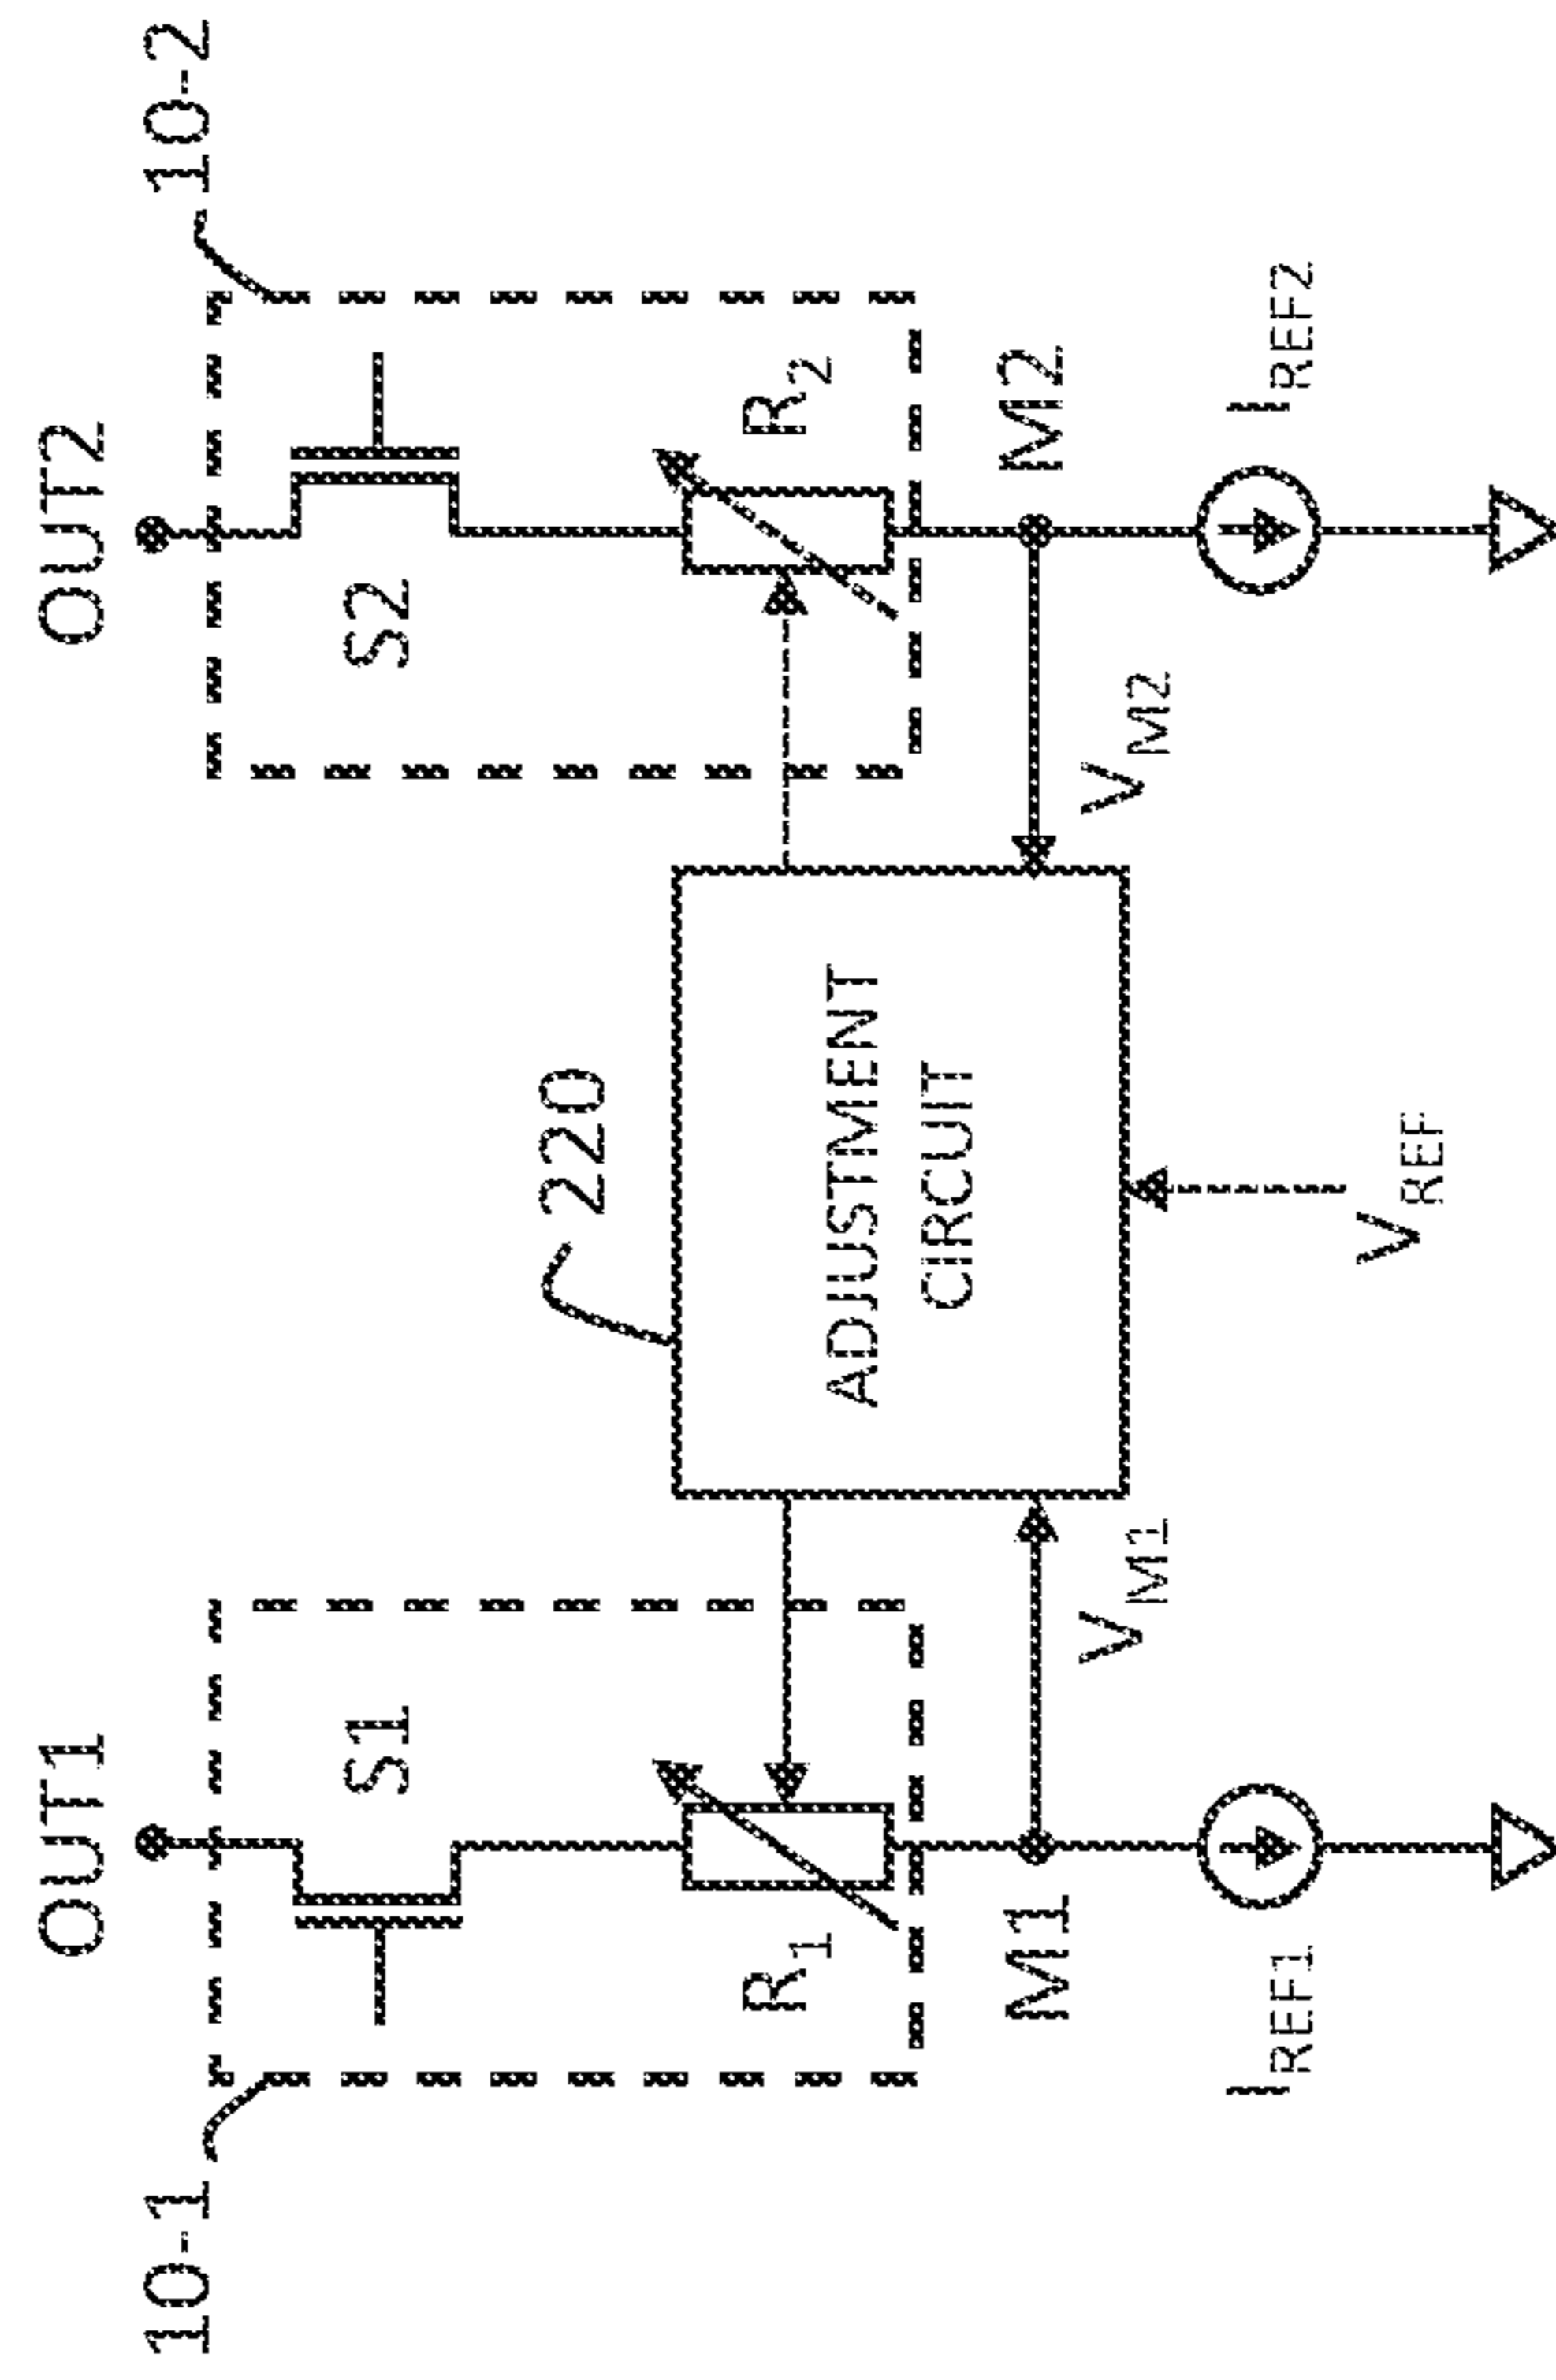 OUT1
OUT2
10-1
10-2
S1
S2
220
R1
R2
ADJUSTMENT
CIRCUIT
M1
M2
VM1
VM2
IREF1
IREF2
VREF